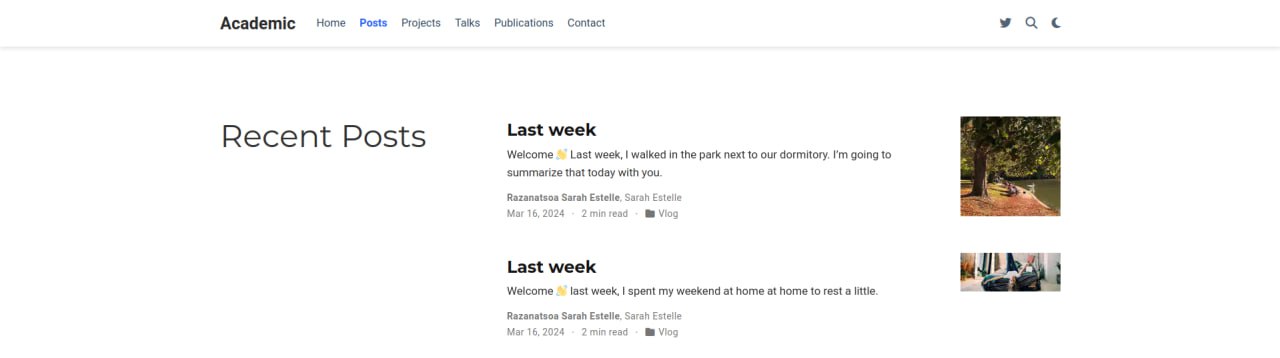 Academic Home Posts Projects Talks Publications Contact
Recent Posts
Last week
Welcome 👋 Last week, I walked in the park next to our dormitory. I’m going to
summarize that today with you.
Razanatsoa Sarah Estelle, Sarah Estelle
Mar 16, 2024 · 2 min read · Vlog
Last week
Welcome 👋 last week, I spent my weekend at home at home to rest a little.
Razanatsoa Sarah Estelle, Sarah Estelle
Mar 16, 2024 · 2 min read · Vlog